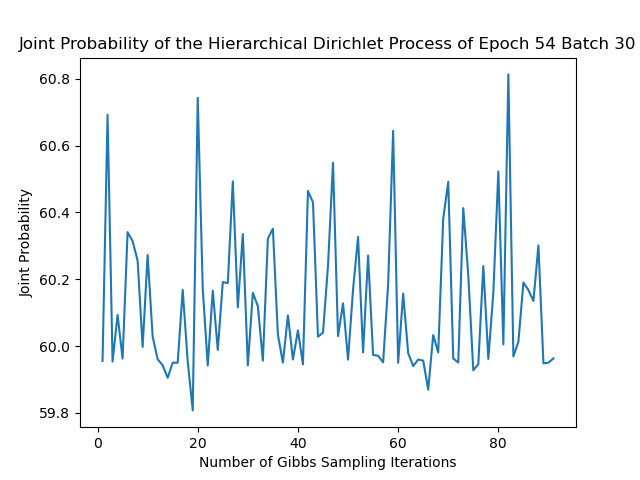 Joint Probability of the Hierarchical Dirichlet Process of Epoch 54 Batch 30
60.8
60.6
60.4
60.2
60.0
59.8
Joint Probability
0 20 40 60 80
Number of Gibbs Sampling Iterations